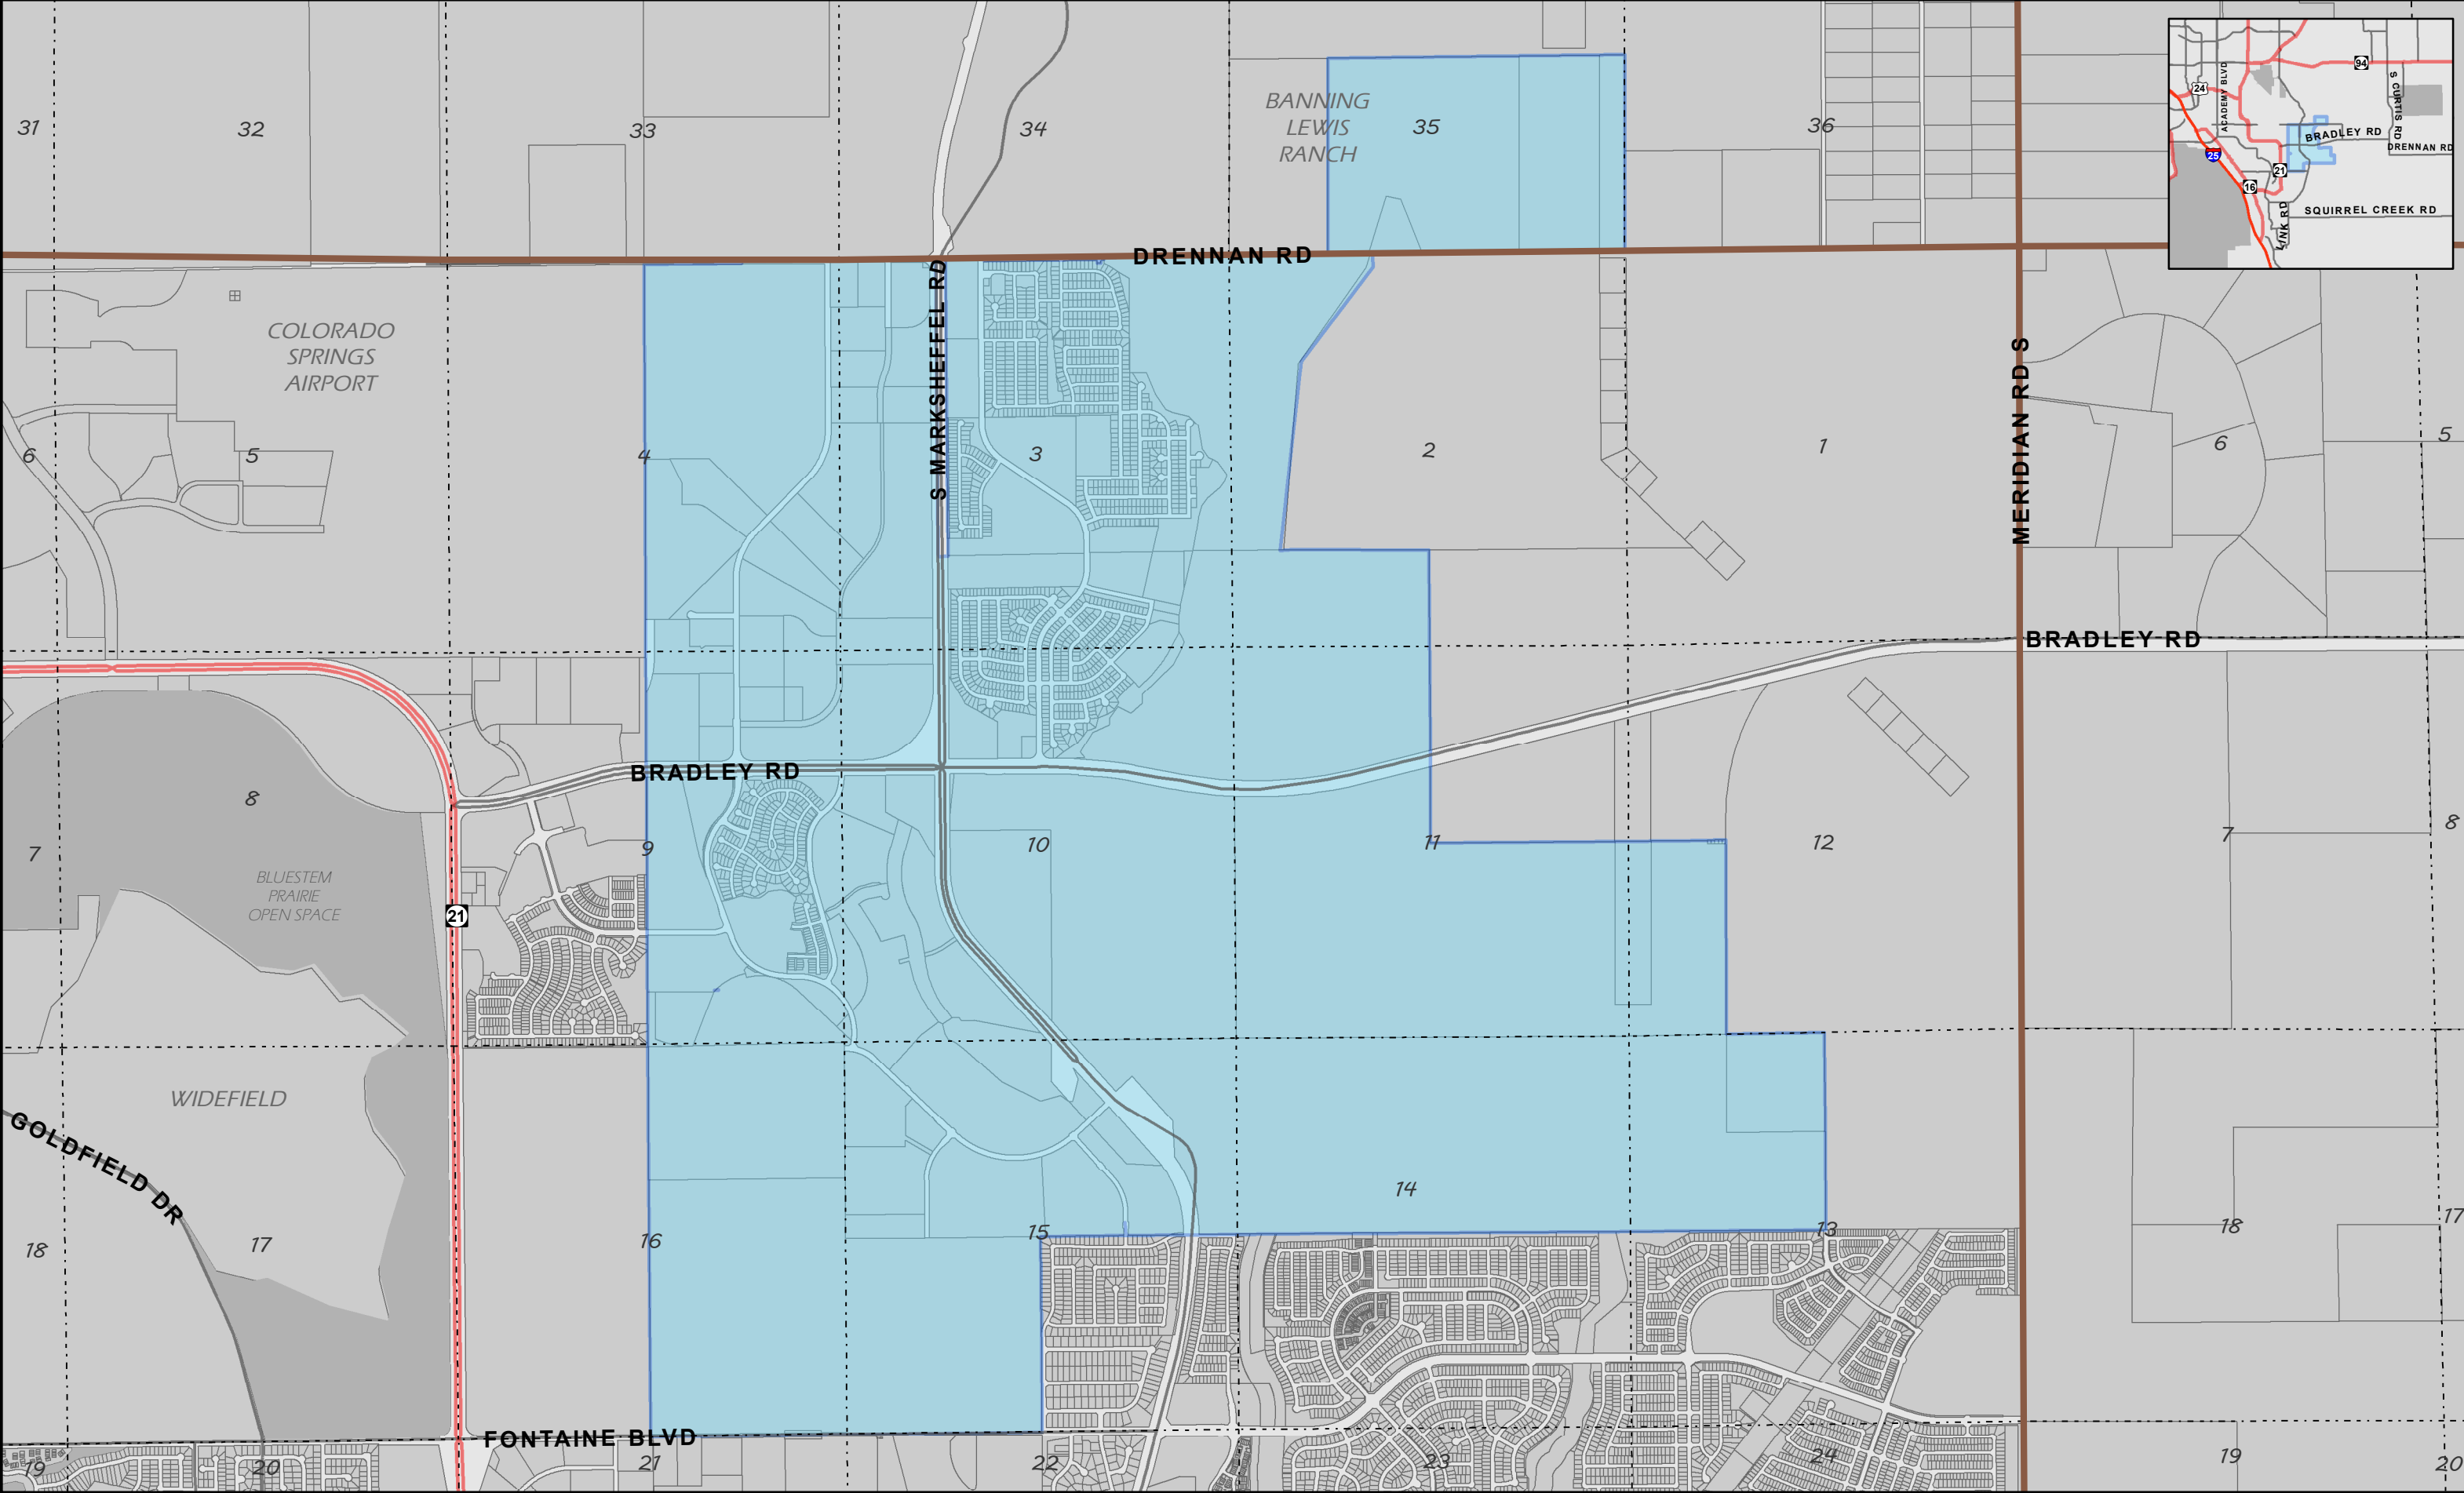 31
32
33
34
BANNING
LEWIS
RANCH
35
36
24
ACADEMY BLVD
94
S CURTIS RD
BRADLEY RD
DRENNAN RD
25
21
16
LINK RD
SQUIRREL CREEK RD
DRENNAN RD
COLORADO
SPRINGS
AIRPORT
S MARKSHEFFEL RD
MERIDIAN RD S
6
5
4
3
2
1
6
5
BRADLEY RD
BRADLEY RD
8
7
9
10
11
12
7
8
BLUESTEM
PRAIRIE
OPEN SPACE
21
WIDEFIELD
GOLDFIELD DR
18
17
16
15
14
13
18
17
FONTAINE BLVD
19
20
21
22
23
24
19
20